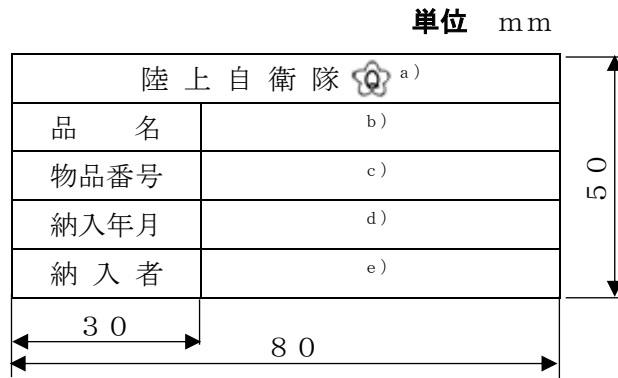 単位　ｍｍ
陸上自衛隊 Q ａ）
品　　名　ｂ）
物品番号　ｃ）
納入年月　ｄ）
納 入 者　ｅ）
５０
３０
８０